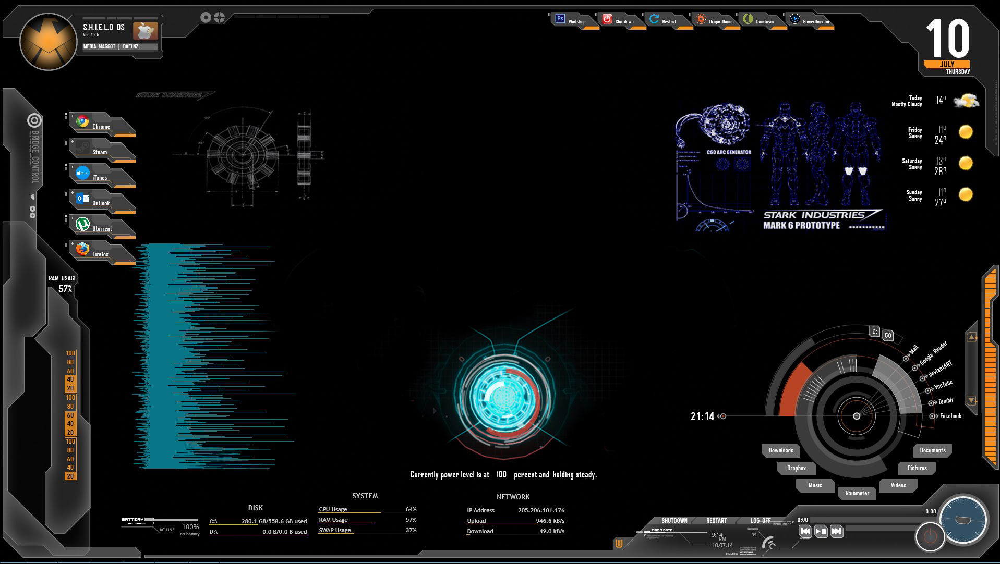 S.H.I.E.L.D OS
Ver 1.2.5
MEDIA MAGGOT | DAELNZ
Ps
Photshop
Shutdown
Restart
Origin Games
Camtasia
PowerDirector
10
JULY
THURSDAY
Today
Mostly Cloudy
14°
Friday
Sunny
11°
24°
Saturday
Sunny
13°
28°
Sunday
Sunny
11°
27°
BRIDGE CONTROL
Chrome
Steam
iTunes
Outlook
Utorrent
Firefox
STARK INDUSTRIES
C60 ARC GENERATOR
STARK INDUSTRIES
MARK 6 PROTOTYPE
RAM USAGE
57%
100
80
60
40
20
100
80
60
40
20
100
80
60
40
20
C:
50
Mail
Google Reader
deviantART
YouTube
Tumblr
Facebook
21:14
Downloads
Dropbox
Music
Rainmeter
Videos
Pictures
Documents
Currently power level is at 100 percent and holding steady.
BATTERY
AC LINE
100%
no battery
DISK
C:\ 280.1 GB/558.6 GB used
D:\ 0.0 B/0.0 B used
SYSTEM
CPU Usage 64%
RAM Usage 57%
SWAP Usage 37%
NETWORK
IP Address 205.206.101.176
Upload 946.6 kB/s
Download 49.0 kB/s
SHUTDOWN
RESTART
LOG OFF
ANALOG
TIME 7 DATE
SECONDS
35
9:14
PM
10.07.14
HOURS
0:00
0:00